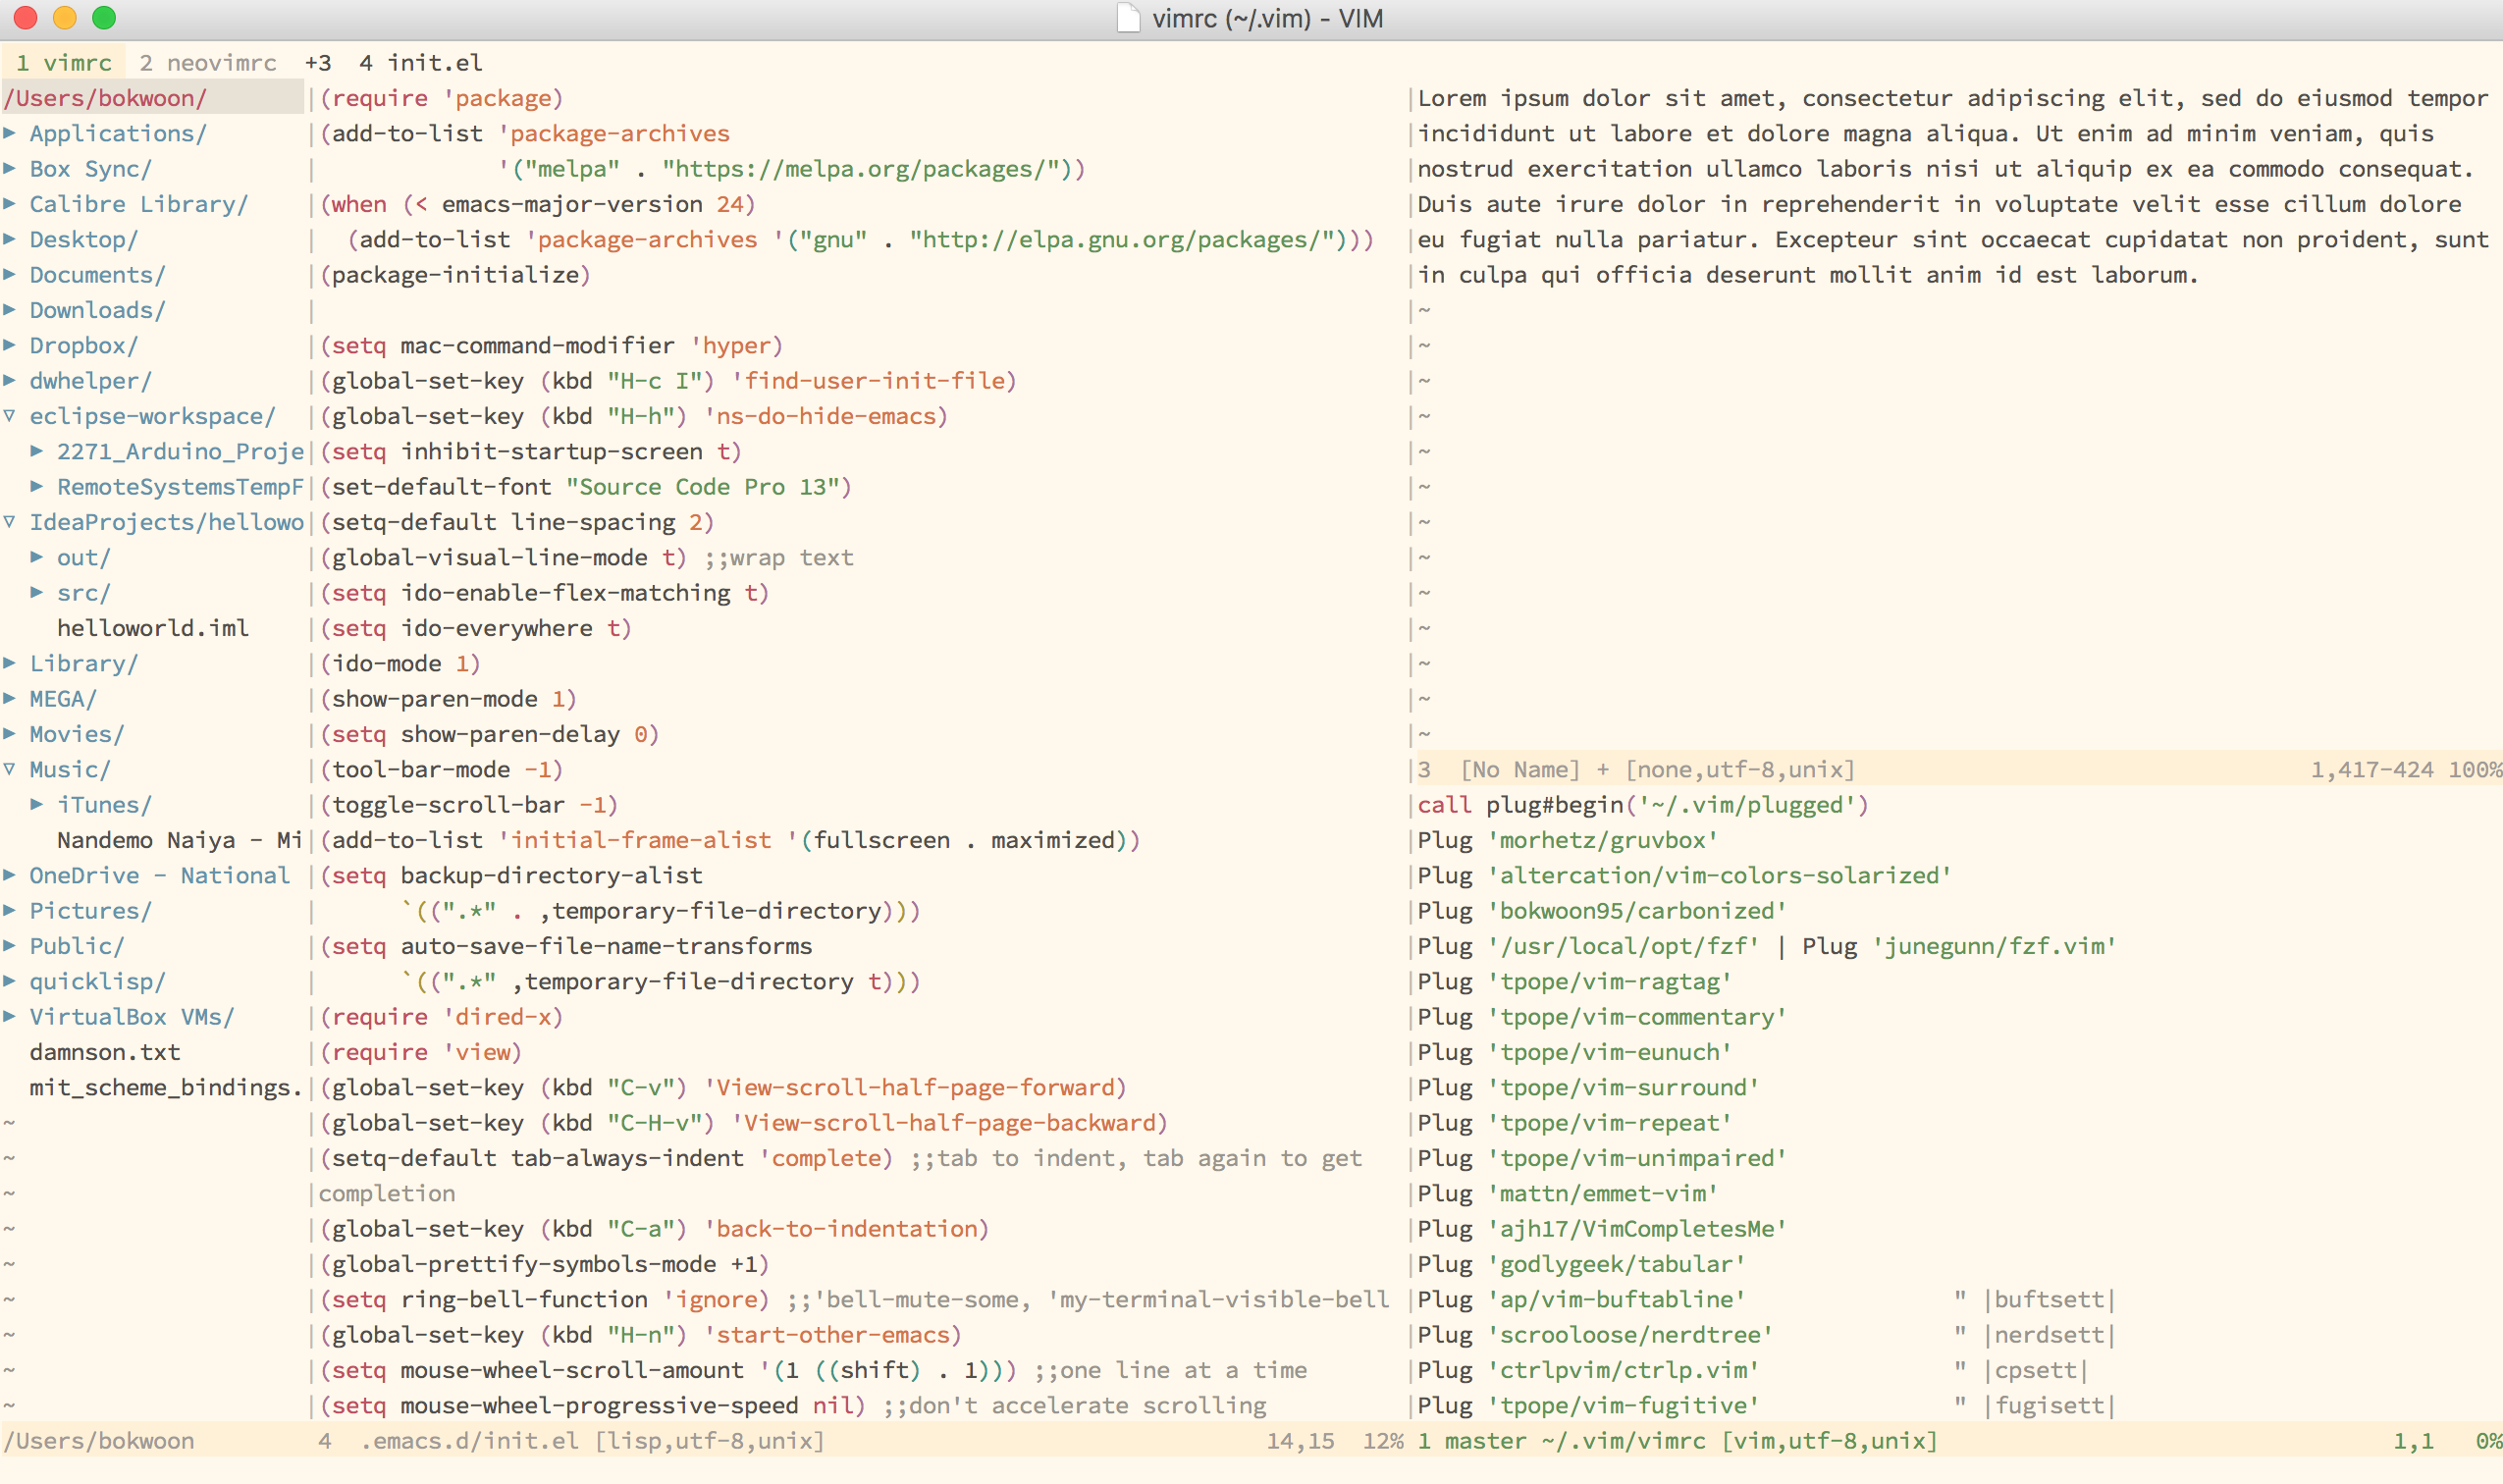 vimrc (~/.vim) - VIM
1 vimrc  2 neovimrc  +3  4 init.el
/Users/bokwoon/
▶ Applications/
▶ Box Sync/
▶ Calibre Library/
▶ Desktop/
▶ Documents/
▶ Downloads/
▶ Dropbox/
▶ dwhelper/
▽ eclipse-workspace/
  ▶ 2271_Arduino_Proje
  ▶ RemoteSystemsTempF
▽ IdeaProjects/hellowo
  ▶ out/
  ▶ src/
    helloworld.iml
▶ Library/
▶ MEGA/
▶ Movies/
▽ Music/
  ▶ iTunes/
    Nandemo Naiya - Mi
▶ OneDrive - National
▶ Pictures/
▶ Public/
▶ quicklisp/
▶ VirtualBox VMs/
  damnson.txt
  mit_scheme_bindings.
~
~
~
~
~
~
~
~
~
/Users/bokwoon
(require 'package)
(add-to-list 'package-archives
             '("melpa" . "https://melpa.org/packages/"))
(when (< emacs-major-version 24)
  (add-to-list 'package-archives '("gnu" . "http://elpa.gnu.org/packages/")))
(package-initialize)

(setq mac-command-modifier 'hyper)
(global-set-key (kbd "H-c I") 'find-user-init-file)
(global-set-key (kbd "H-h") 'ns-do-hide-emacs)
(setq inhibit-startup-screen t)
(set-default-font "Source Code Pro 13")
(setq-default line-spacing 2)
(global-visual-line-mode t) ;;wrap text
(setq ido-enable-flex-matching t)
(setq ido-everywhere t)
(ido-mode 1)
(show-paren-mode 1)
(setq show-paren-delay 0)
(tool-bar-mode -1)
(toggle-scroll-bar -1)
(add-to-list 'initial-frame-alist '(fullscreen . maximized))
(setq backup-directory-alist
      `((".*" . ,temporary-file-directory)))
(setq auto-save-file-name-transforms
      `((".*" ,temporary-file-directory t)))
(require 'dired-x)
(require 'view)
(global-set-key (kbd "C-v") 'View-scroll-half-page-forward)
(global-set-key (kbd "C-H-v") 'View-scroll-half-page-backward)
(setq-default tab-always-indent 'complete) ;;tab to indent, tab again to get
completion
(global-set-key (kbd "C-a") 'back-to-indentation)
(global-prettify-symbols-mode +1)
(setq ring-bell-function 'ignore) ;;'bell-mute-some, 'my-terminal-visible-bell
(global-set-key (kbd "H-n") 'start-other-emacs)
(setq mouse-wheel-scroll-amount '(1 ((shift) . 1))) ;;one line at a time
(setq mouse-wheel-progressive-speed nil) ;;don't accelerate scrolling
4  .emacs.d/init.el [lisp,utf-8,unix]  14,15  12%
Lorem ipsum dolor sit amet, consectetur adipiscing elit, sed do eiusmod tempor
incididunt ut labore et dolore magna aliqua. Ut enim ad minim veniam, quis
nostrud exercitation ullamco laboris nisi ut aliquip ex ea commodo consequat.
Duis aute irure dolor in reprehenderit in voluptate velit esse cillum dolore
eu fugiat nulla pariatur. Excepteur sint occaecat cupidatat non proident, sunt
in culpa qui officia deserunt mollit anim id est laborum.
~
~
~
~
~
~
~
~
~
~
~
~
~
3  [No Name] + [none,utf-8,unix]  1,417-424 100%
call plug#begin('~/.vim/plugged')
Plug 'morhetz/gruvbox'
Plug 'altercation/vim-colors-solarized'
Plug 'bokwoon95/carbonized'
Plug '/usr/local/opt/fzf' | Plug 'junegunn/fzf.vim'
Plug 'tpope/vim-ragtag'
Plug 'tpope/vim-commentary'
Plug 'tpope/vim-eunuch'
Plug 'tpope/vim-surround'
Plug 'tpope/vim-repeat'
Plug 'tpope/vim-unimpaired'
Plug 'mattn/emmet-vim'
Plug 'ajh17/VimCompletesMe'
Plug 'godlygeek/tabular'
Plug 'ap/vim-buftabline'               " |buftsett|
Plug 'scrooloose/nerdtree'             " |nerdsett|
Plug 'ctrlpvim/ctrlp.vim'              " |cpsett|
Plug 'tpope/vim-fugitive'              " |fugisett|
1 master ~/.vim/vimrc [vim,utf-8,unix]  1,1  0%